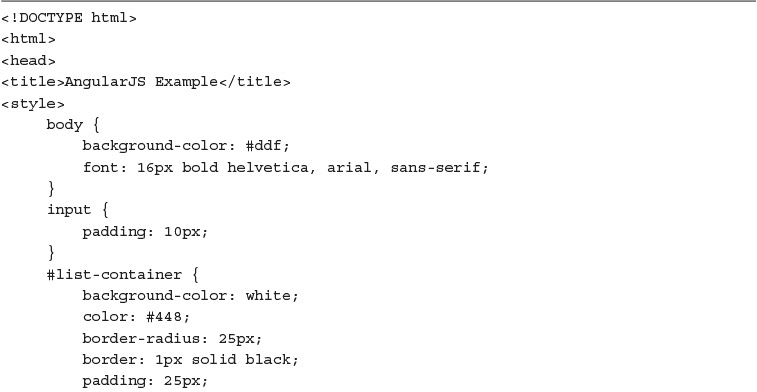 <!DOCTYPE html>
<html>
<head>
<title>AngularJS Example</title>
<style>
     body {
         background-color: #ddf;
         font: 16px bold helvetica, arial, sans-serif;
     }
     input {
         padding: 10px;
     }
     #list-container {
         background-color: white;
         color: #448;
         border-radius: 25px;
         border: 1px solid black;
         padding: 25px;